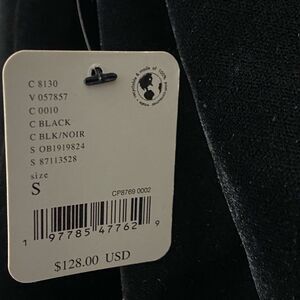 C 8130
V 057857
C 0010
C BLACK
C BLK/NOIR
S OB1919824
S 87113528
size
S
CP8769 0002
1 97785 47762 9
$128.00 USD